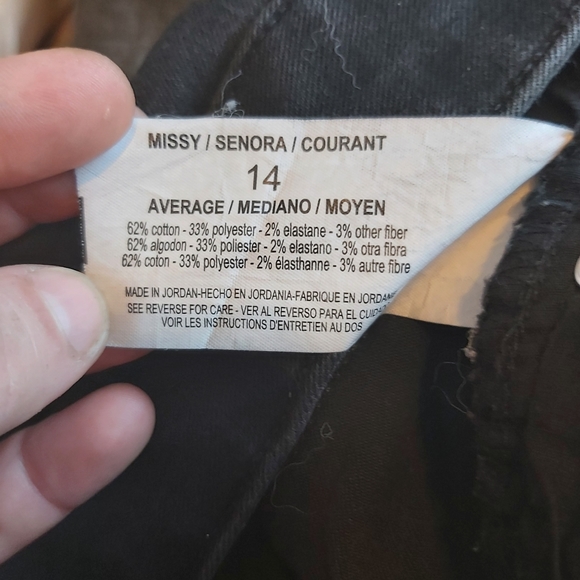 MISSY / SENORA / COURANT
14
AVERAGE / MEDIANO / MOYEN
62% cotton - 33% polyester - 2% elastane - 3% other fiber
62% algodon - 33% poliester - 2% elastano - 3% otra fibra
62% coton - 33% polyester - 2% élasthanne - 3% autre fibre
MADE IN JORDAN-HECHO EN JORDANIA-FABRIQUE EN JORDANIE
SEE REVERSE FOR CARE - VER AL REVERSO PARA EL
VOIR LES INSTRUCTIONS D'ENTRETIEN AU DOS